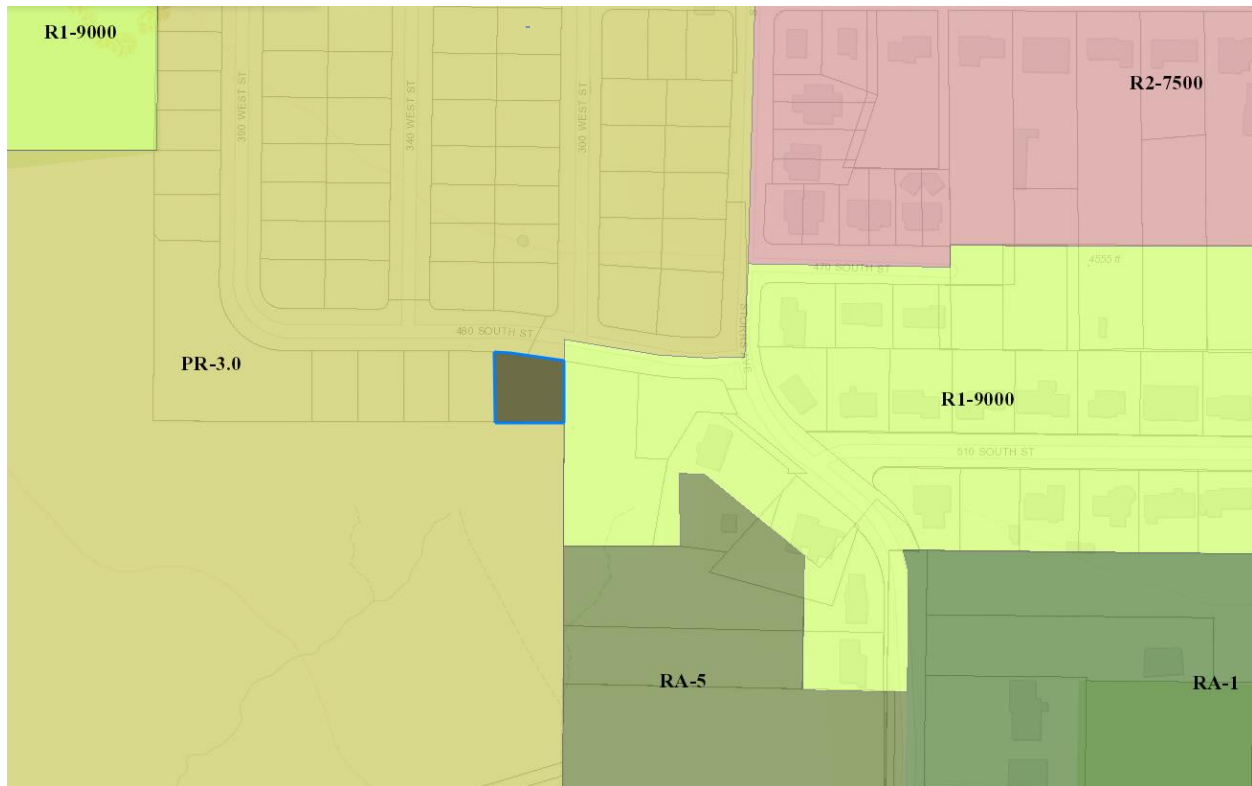 R1-9000
R2-7500
390 WEST ST
340 WEST ST
300 WEST ST
470 SOUTH ST
4555 ft
480 SOUTH ST
PR-3.0
R1-9000
510 SOUTH ST
RA-5
RA-1